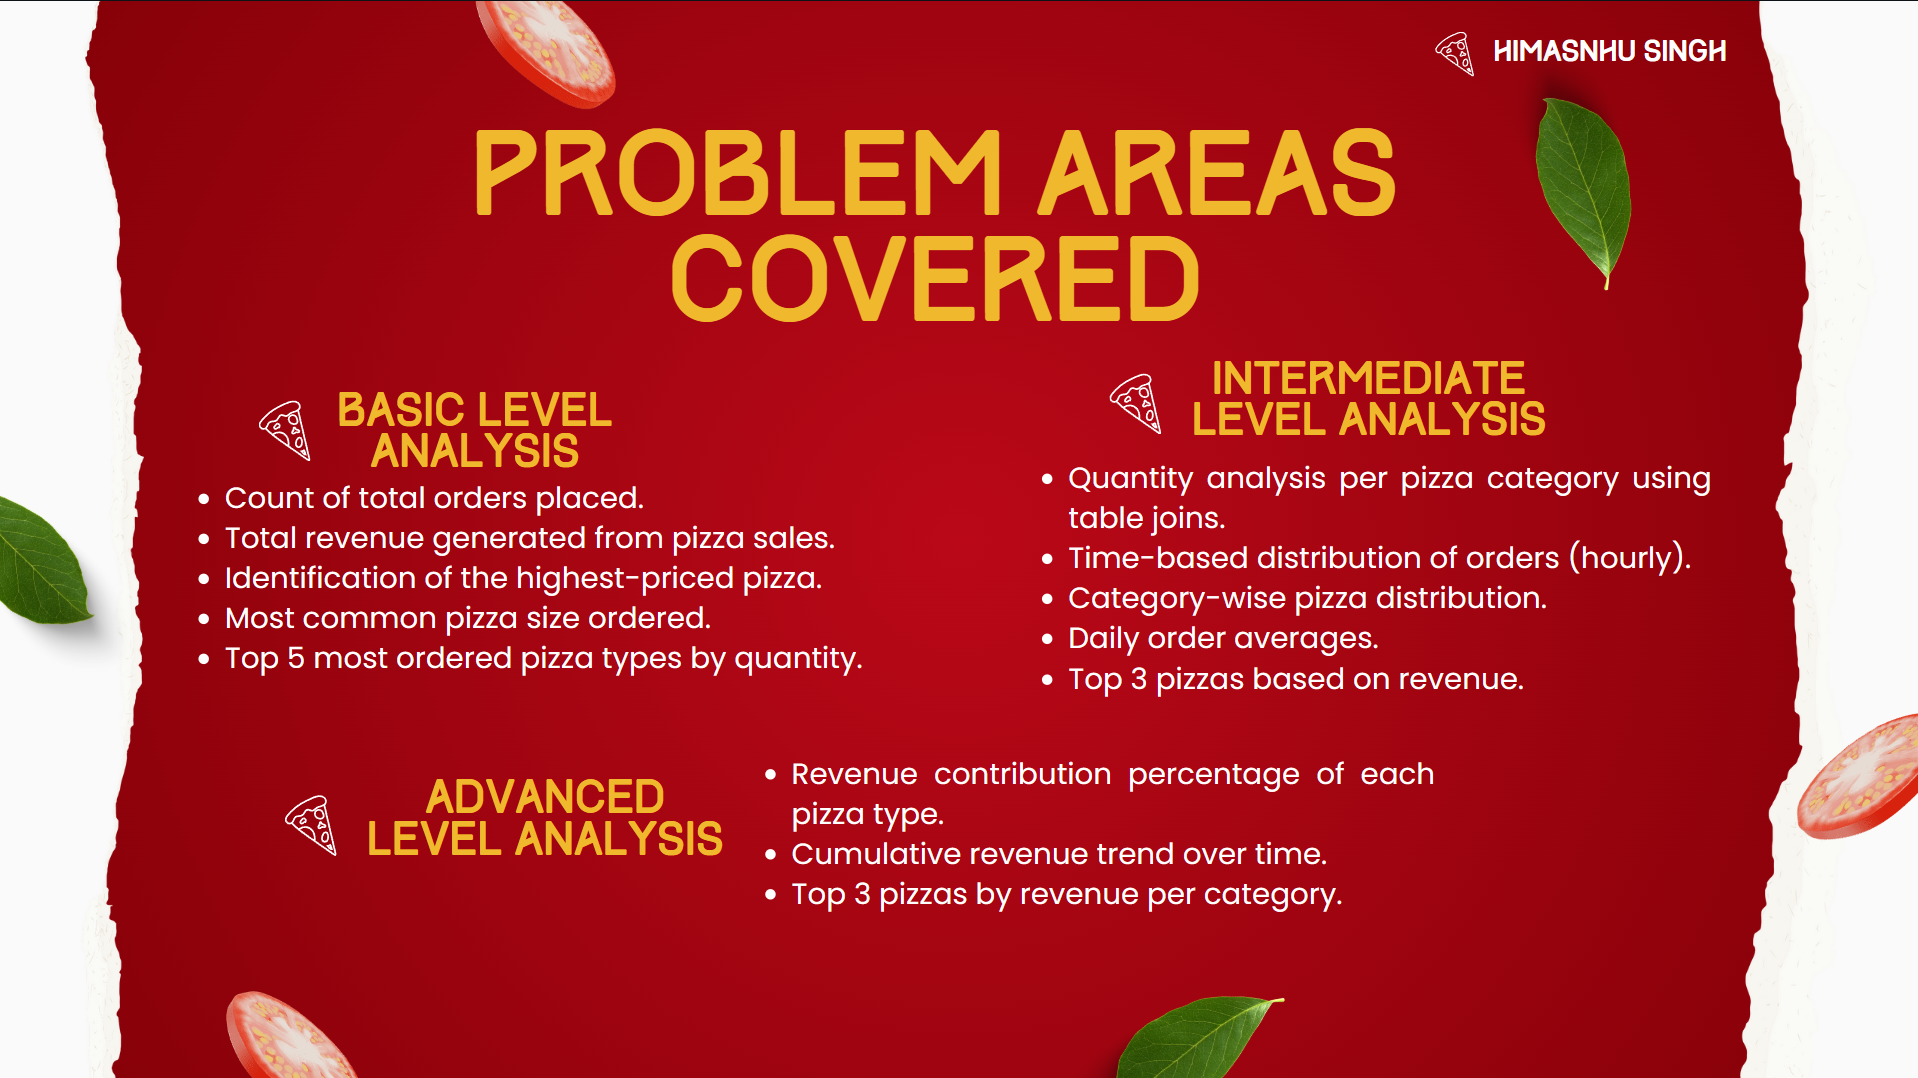 HIMASNHU SINGH
PROBLEM AREAS
COVERED
BASIC LEVEL
ANALYSIS
• Count of total orders placed.
• Total revenue generated from pizza sales.
• Identification of the highest-priced pizza.
• Most common pizza size ordered.
• Top 5 most ordered pizza types by quantity.
INTERMEDIATE
LEVEL ANALYSIS
• Quantity analysis per pizza category using
table joins.
• Time-based distribution of orders (hourly).
• Category-wise pizza distribution.
• Daily order averages.
• Top 3 pizzas based on revenue.
ADVANCED
LEVEL ANALYSIS
• Revenue contribution percentage of each
pizza type.
• Cumulative revenue trend over time.
• Top 3 pizzas by revenue per category.